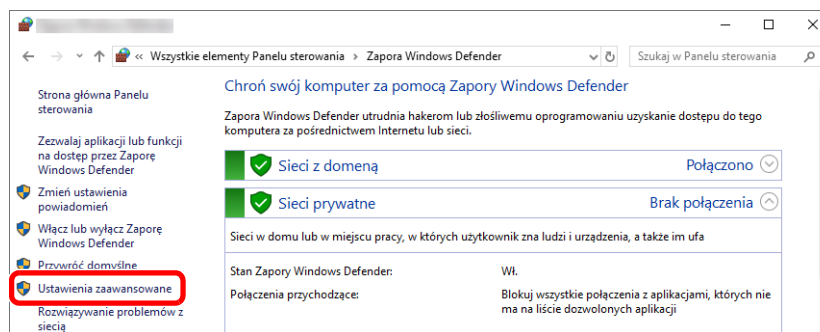 « Wszystkie elementy Panelu sterowania › Zapora Windows Defender
Szukaj w Panelu sterowania
Strona główna Panelu
sterowania
Zezwalaj aplikacji lub funkcji
na dostęp przez Zaporę
Windows Defender
Zmień ustawienia
powiadomień
Włącz lub wyłącz Zaporę
Windows Defender
Przywróć domyślne
Ustawienia zaawansowane
Rozwiązywanie problemów z
siecią
Chroń swój komputer za pomocą Zapory Windows Defender
Zapora Windows Defender utrudnia hakerom lub złośliwemu oprogramowaniu uzyskanie dostępu do tego
komputera za pośrednictwem Internetu lub sieci.
Sieci z domeną Połączono
Sieci prywatne Brak połączenia
Sieci w domu lub w miejscu pracy, w których użytkownik zna ludzi i urządzenia, a także im ufa
Stan Zapory Windows Defender: Wł.
Połączenia przychodzące: Blokuj wszystkie połączenia z aplikacjami, których nie
ma na liście dozwolonych aplikacji